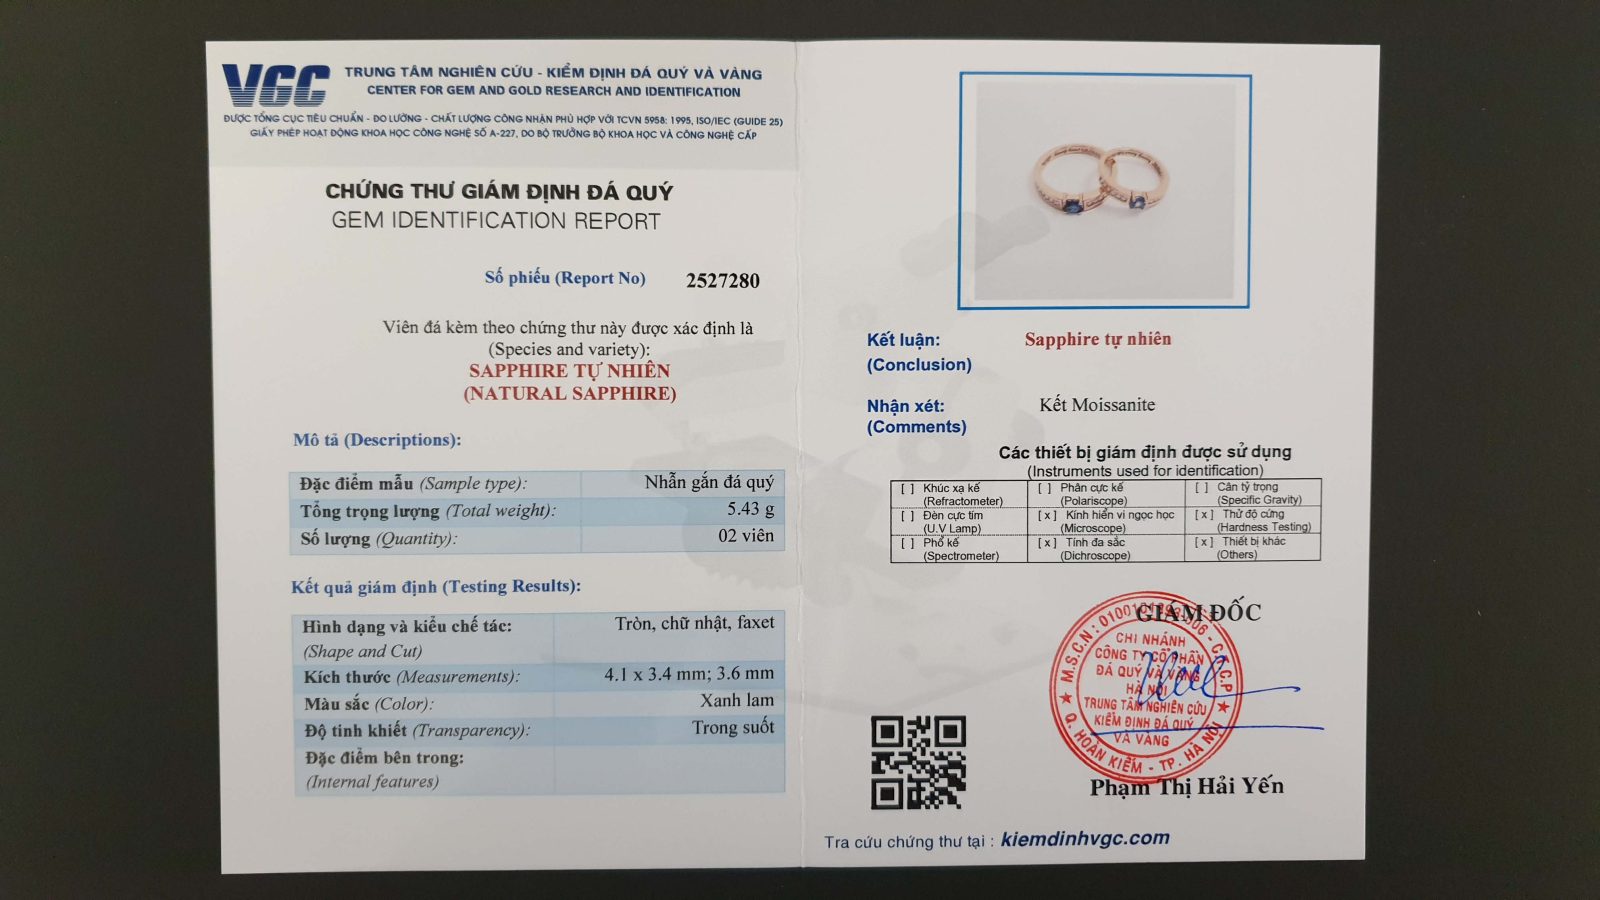 VGC
TRUNG TÂM NGHIÊN CỨU - KIỂM ĐỊNH ĐÁ QUÝ VÀ VÀNG
CENTER FOR GEM AND GOLD RESEARCH AND IDENTIFICATION
ĐƯỢC TỔNG CỤC TIÊU CHUẨN - ĐO LƯỜNG - CHẤT LƯỢNG CÔNG NHẬN PHÙ HỢP VỚI TCVN 5958: 1995, ISO/IEC (GUIDE 25)
GIẤY PHÉP HOẠT ĐỘNG KHOA HỌC CÔNG NGHỆ SỐ A-227, DO BỘ TRƯỞNG BỘ KHOA HỌC VÀ CÔNG NGHỆ CẤP
CHỨNG THƯ GIÁM ĐỊNH ĐÁ QUÝ
GEM IDENTIFICATION REPORT
Số phiếu (Report No) 2527280
Viên đá kèm theo chứng thư này được xác định là
(Species and variety):
SAPPHIRE TỰ NHIÊN
(NATURAL SAPPHIRE)
Mô tả (Descriptions):
Đặc điểm mẫu (Sample type): Nhẫn gắn đá quý
Tổng trọng lượng (Total weight): 5.43 g
Số lượng (Quantity): 02 viên
Kết quả giám định (Testing Results):
Hình dạng và kiểu chế tác: Tròn, chữ nhật, faxet
(Shape and Cut)
Kích thước (Measurements): 4.1 x 3.4 mm; 3.6 mm
Màu sắc (Color): Xanh lam
Độ tinh khiết (Transparency): Trong suốt
Đặc điểm bên trong:
(Internal features)
Kết luận: Sapphire tự nhiên
(Conclusion)
Nhận xét: Kết Moissanite
(Comments)
Các thiết bị giám định được sử dụng
(Instruments used for identification)
[ ] Khúc xạ kế [ ] Phân cực kế [ ] Cân tỷ trọng
(Refractometer) (Polariscope) (Specific Gravity)
[ ] Đèn cực tím [x] Kính hiển vi ngọc học [x] Thử độ cứng
(U.V Lamp) (Microscope) (Hardness Testing)
[ ] Phổ kế [x] Tính đa sắc [x] Thiết bị khác
(Spectrometer) (Dichroscope) (Others)
GIÁM ĐỐC
CHI NHÁNH
CÔNG TY CỔ PHẦN
ĐÁ QUÝ VÀ VÀNG
HÀ NỘI
TRUNG TÂM NGHIÊN CỨU
KIỂM ĐỊNH ĐÁ QUÝ
VÀ VÀNG
Q. HOÀN KIẾM - TP. HÀ NỘI
Phạm Thị Hải Yến
Tra cứu chứng thư tại : kiemdinhvgc.com